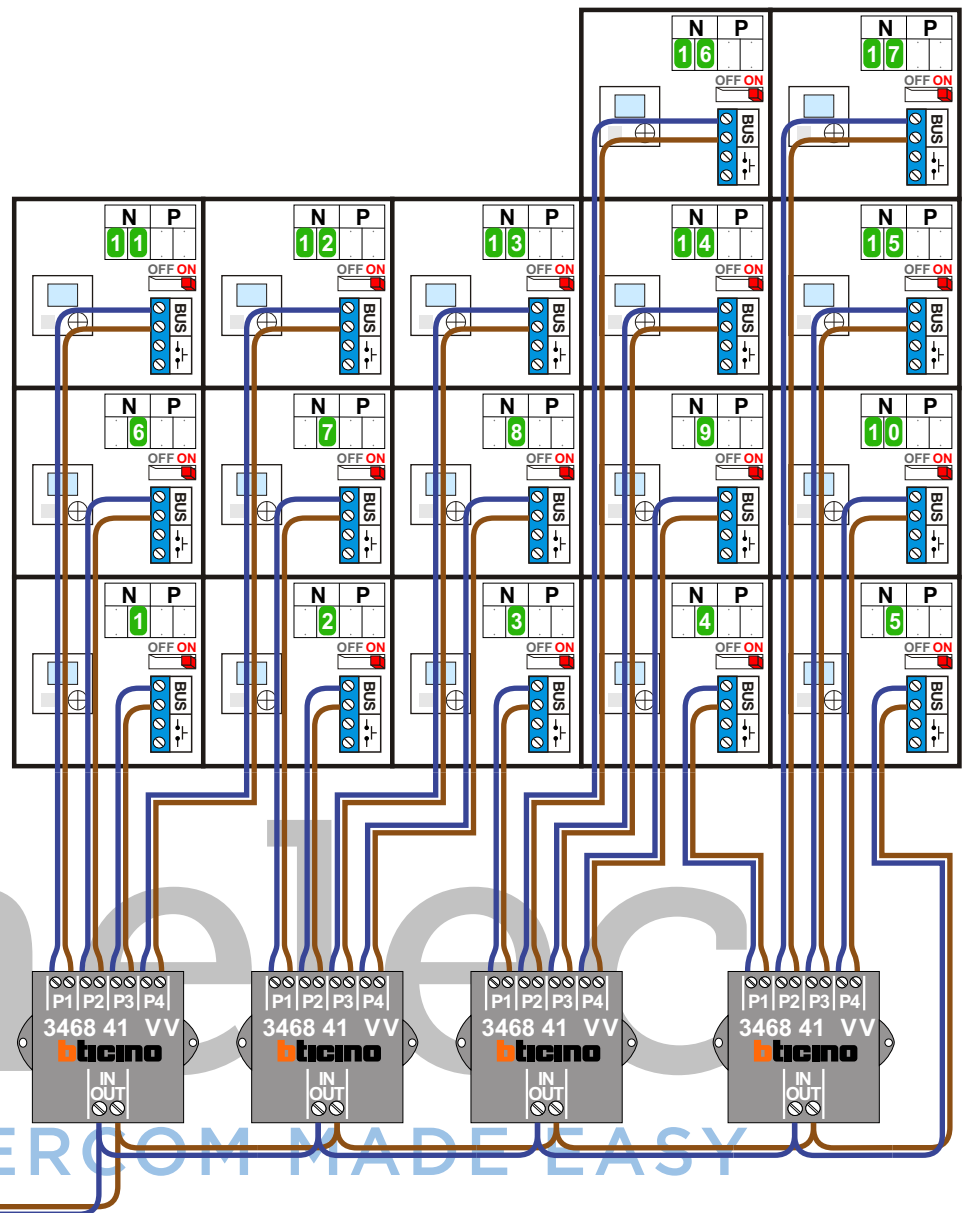 N P N P
16 17
OFF ON OFF ON
BUS BUS
N P N P N P N P N P
11 12 13 14 15
OFF ON OFF ON OFF ON OFF ON OFF ON
BUS BUS BUS BUS BUS
N P N P N P N P N P
6 7 8 9 10
OFF ON OFF ON OFF ON OFF ON OFF ON
BUS BUS BUS BUS BUS
N P N P N P N P N P
1 2 3 4 5
OFF ON OFF ON OFF ON OFF ON OFF ON
BUS BUS BUS BUS BUS
elec
P1 P2 P3 P4 P1 P2 P3 P4 P1 P2 P3 P4 P1 P2 P3 P4
3468 41 VV 3468 41 VV 3468 41 VV 3468 41 VV
bticino bticino bticino bticino
IN IN IN IN
OUT OUT OUT OUT
ERCOM MADE EASY